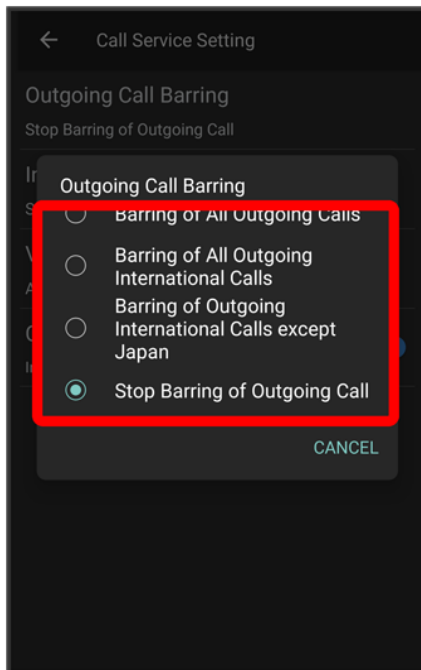 Call Service Setting
Outgoing Call Barring
Stop Barring of Outgoing Call
Outgoing Call Barring
Barring of All Outgoing Calls
Barring of All Outgoing
International Calls
Barring of Outgoing
International Calls except
Japan
Stop Barring of Outgoing Call
CANCEL